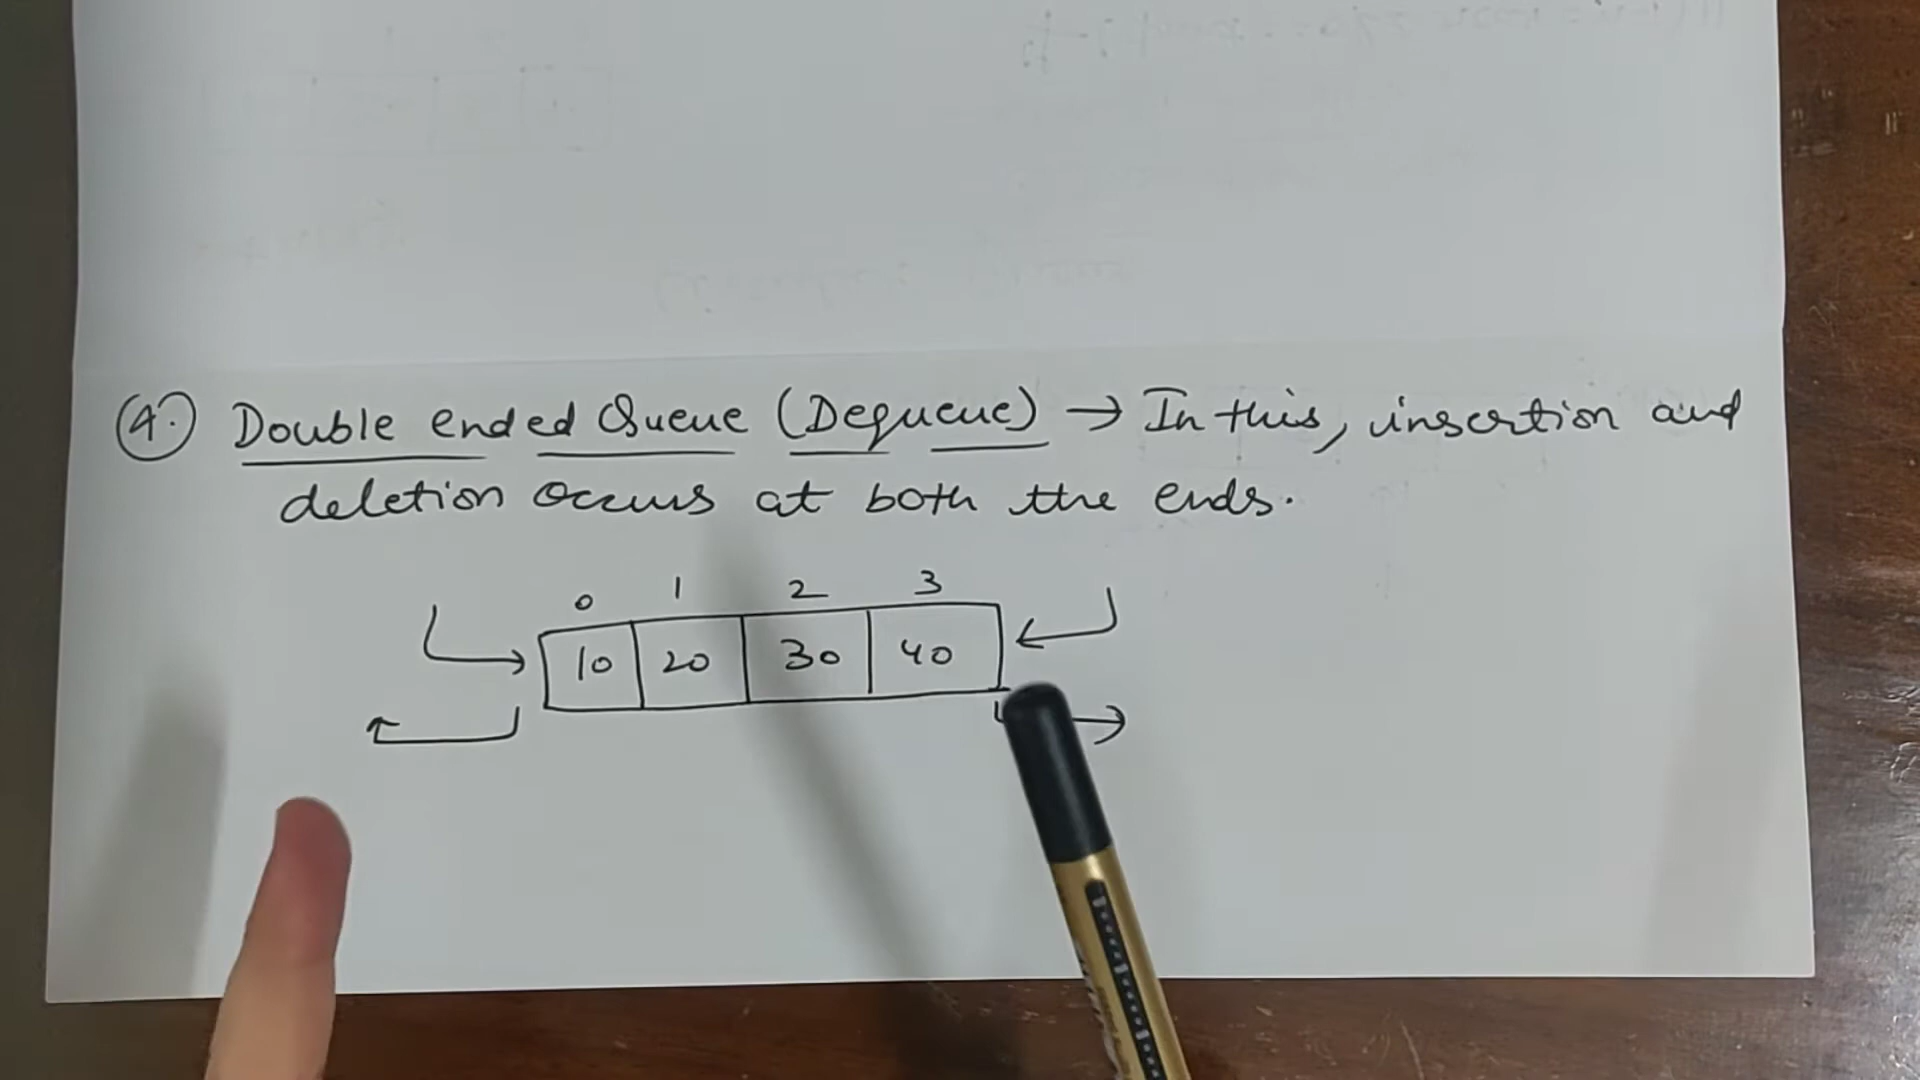 4. Double ended Queue (Dequeue) → In this, insertion and
deletion occurs at both the ends.
0 1 2 3
10 20 30 40